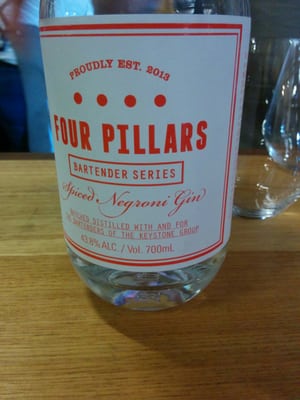 PROUDLY EST. 2013
FOUR PILLARS
BARTENDER SERIES
Spiced Negroni Gin
BATCHED DISTILLED WITH AND FOR
THE BARTENDERS OF THE KEYSTONE GROUP
43.8% ALC. / Vol. 700mL